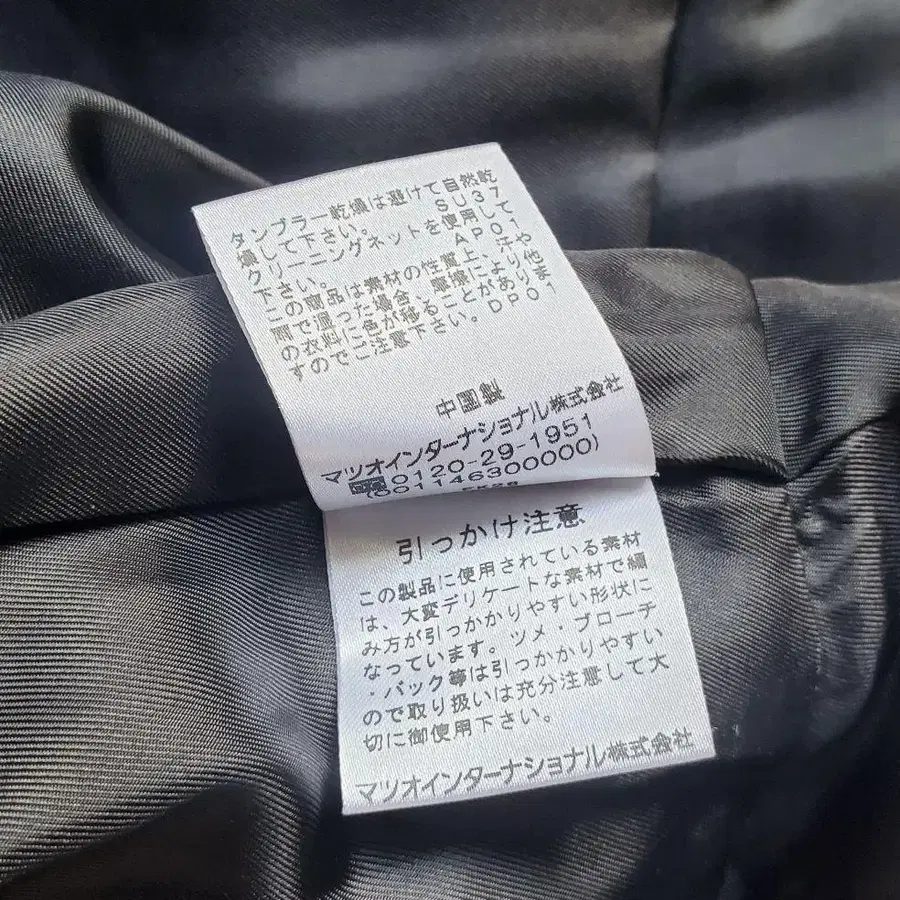 タンブラー乾燥は避けて自然乾
燥して下さい。 SU37
クリーニングネットを使用して
下さい。 AP01
この商品は素材の性質上、汗や
雨で湿った場合、摩擦により他
の衣料に色が移ることがありま
すのでご注意下さい。DP01
中国製
マツオインターナショナル株式会社
0120-29-1951
(001146300000)
引っかけ注意
この製品に使用されている素材
は、大変デリケートな素材で編
み方が引っかかりやすい形状に
なっています。ツメ・ブローチ
・バック等は引っかかりやすい
ので取り扱いは充分注意して大
切に御使用下さい。
マツオインターナショナル株式会社